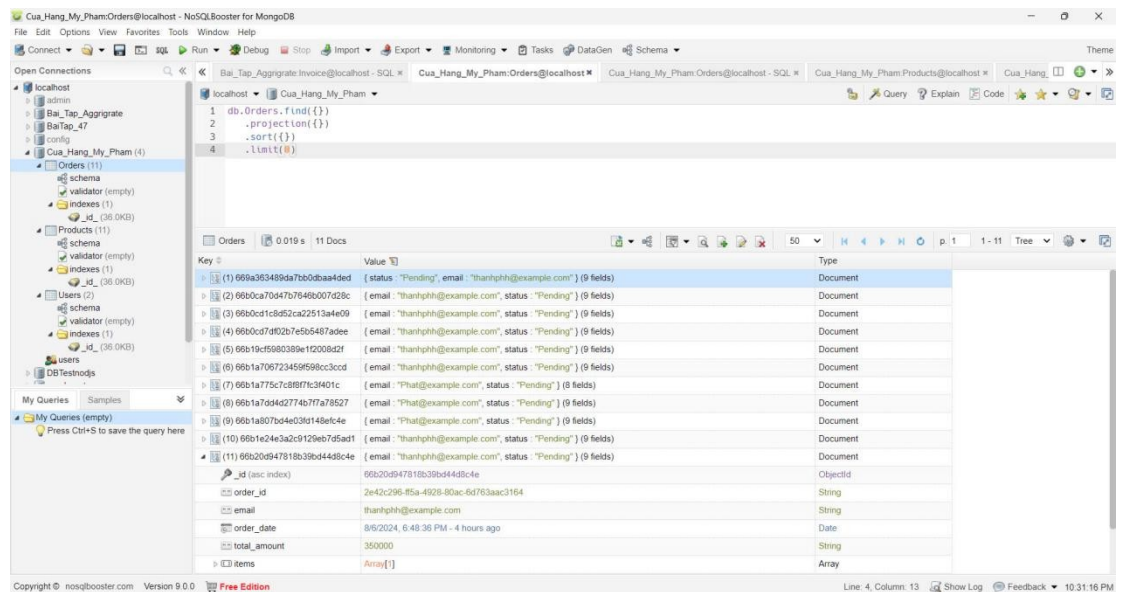 Cua_Hang_My_Pham:Orders@localhost - NoSQLBooster for MongoDB
File Edit Options View Favorites Tools Window Help
Connect Run Debug Stop Import Export Monitoring Tasks DataGen Schema Theme
SQL
Open Connections
Bai_Tap_Aggrigrate:Invoice@localhost - SQL Cua_Hang_My_Pham:Orders@localhost Cua_Hang_My_Pham:Orders@localhost - SQL Cua_Hang_My_Pham:Products@localhost Cua_Hang_
localhost
admin
Bai_Tap_Aggrigrate
BaiTap_47
config
Cua_Hang_My_Pham (4)
Orders (11)
schema
validator (empty)
indexes (1)
_id_ (36.0KB)
Products (11)
schema
validator (empty)
indexes (1)
_id_ (36.0KB)
Users (2)
schema
validator (empty)
indexes (1)
_id_ (36.0KB)
users
DBTestnodjs
My Queries Samples
My Queries (empty)
Press Ctrl+S to save the query here
localhost Cua_Hang_My_Pham Query Explain Code
1 db.Orders.find({})
2 .projection({})
3 .sort({})
4 .limit(0)
Orders 0.019 s 11 Docs 50 p. 1 1 - 11 Tree
Key Value Type
(1) 669a363489da7bb0dbaa4ded { status : "Pending", email : "thanhphh@example.com" } (9 fields) Document
(2) 66b0ca70d47b7646b007d28c { email : "thanhphh@example.com", status : "Pending" } (9 fields) Document
(3) 66b0cd1c8d52ca22513a4e09 { email : "thanhphh@example.com", status : "Pending" } (9 fields) Document
(4) 66b0cd7df02b7e5b5487adee { email : "thanhphh@example.com", status : "Pending" } (9 fields) Document
(5) 66b19cf5980389e1f2008d2f { email : "thanhphh@example.com", status : "Pending" } (9 fields) Document
(6) 66b1a706723459f598cc3ccd { email : "thanhphh@example.com", status : "Pending" } (9 fields) Document
(7) 66b1a775c7c8f8f7fc3f401c { email : "Phat@example.com", status : "Pending" } (8 fields) Document
(8) 66b1a7dd4d2774b7f7a78527 { email : "Phat@example.com", status : "Pending" } (9 fields) Document
(9) 66b1a807bd4e03fd148efc4e { email : "Phat@example.com", status : "Pending" } (9 fields) Document
(10) 66b1e24e3a2c9129eb7d5ad1 { email : "thanhphh@example.com", status : "Pending" } (9 fields) Document
(11) 66b20d947818b39bd44d8c4e { email : "thanhphh@example.com", status : "Pending" } (9 fields) Document
_id (asc index) 66b20d947818b39bd44d8c4e ObjectId
order_id 2e42c296-ff5a-4928-80ac-6d763aac3164 String
email thanhphh@example.com String
order_date 8/6/2024, 6:48:36 PM - 4 hours ago Date
total_amount 350000 String
items Array[1] Array
Copyright © nosqlbooster.com Version 9.0.0 Free Edition Line: 4, Column: 13 Show Log Feedback 10:31:16 PM